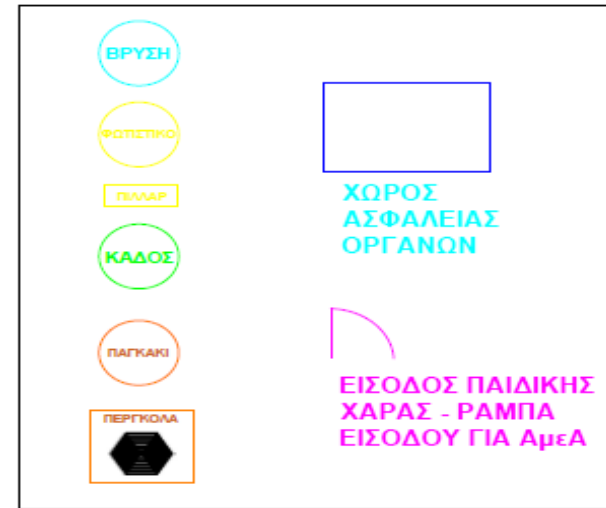 ΒΡΥΣΗ
ΦΩΤΙΣΤΙΚΟ
ΠΙΛΛΑΡ
ΚΑΔΟΣ
ΠΑΓΚΑΚΙ
ΠΕΡΓΚΟΛΑ
ΧΩΡΟΣ
ΑΣΦΑΛΕΙΑΣ
ΟΡΓΑΝΩΝ
ΕΙΣΟΔΟΣ ΠΑΙΔΙΚΗΣ
ΧΑΡΑΣ - ΡΑΜΠΑ
ΕΙΣΟΔΟΥ ΓΙΑ ΑμεΑ